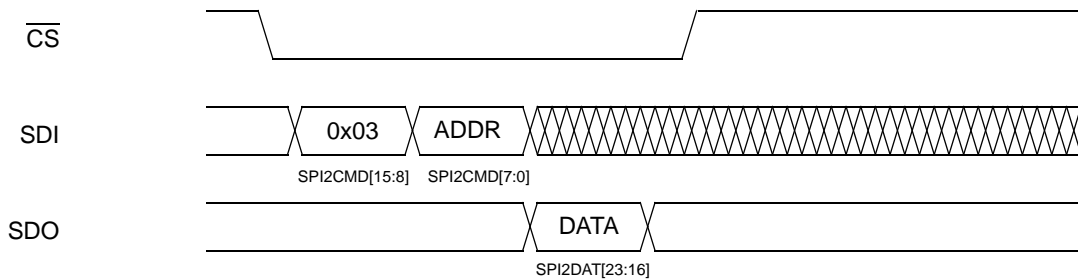 CS
SDI
0x03
ADDR
SPI2CMD[15:8]
SPI2CMD[7:0]
SDO
DATA
SPI2DAT[23:16]